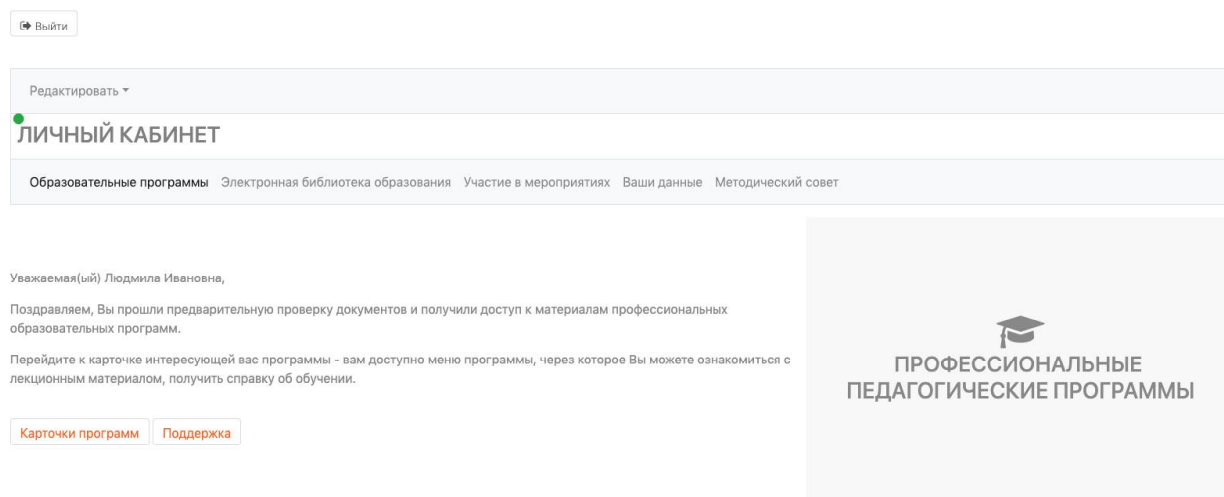 Выйти
Редактировать
ЛИЧНЫЙ КАБИНЕТ
Образовательные программы Электронная библиотека образования Участие в мероприятиях Ваши данные Методический совет
Уважаемая(ый) Людмила Ивановна,
Поздравляем, Вы прошли предварительную проверку документов и получили доступ к материалам профессиональных
образовательных программ.
Перейдите к карточке интересующей вас программы - вам доступно меню программы, через которое Вы можете ознакомиться с
лекционным материалом, получить справку об обучении.
Карточки программ Поддержка
ПРОФЕССИОНАЛЬНЫЕ
ПЕДАГОГИЧЕСКИЕ ПРОГРАММЫ